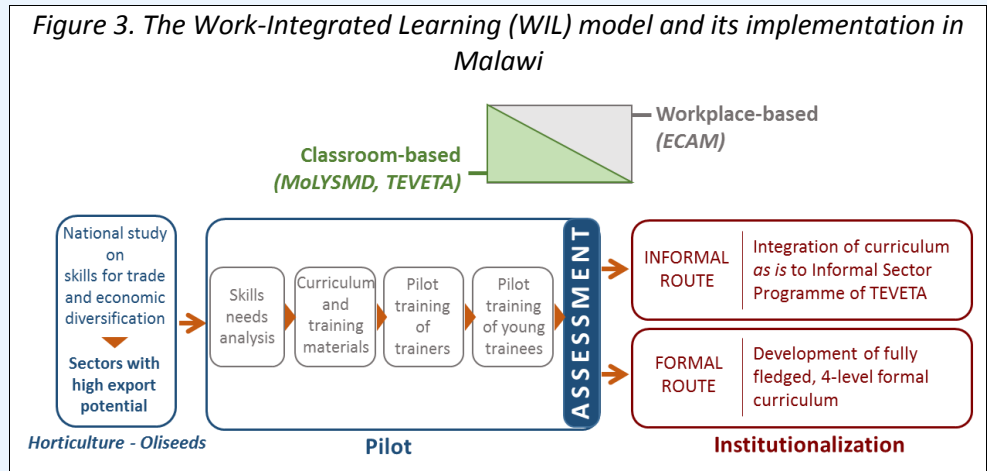 Figure 3. The Work-Integrated Learning (WIL) model and its implementation in
Malawi
Workplace-based
(ECAM)
Classroom-based
(MoLYSMD, TEVETA)
National study
on
skills for trade
and economic
diversification
Sectors with
high export
potential
Horticulture - Oliseeds
Skills
needs
analysis
Curriculum
and
training
materials
Pilot
training
of
trainers
Pilot
training
of young
trainees
ASSESSMENT
Pilot
INFORMAL
ROUTE
Integration of curriculum
as is to Informal Sector
Programme of TEVETA
FORMAL
ROUTE
Development of fully
fledged, 4-level formal
curriculum
Institutionalization